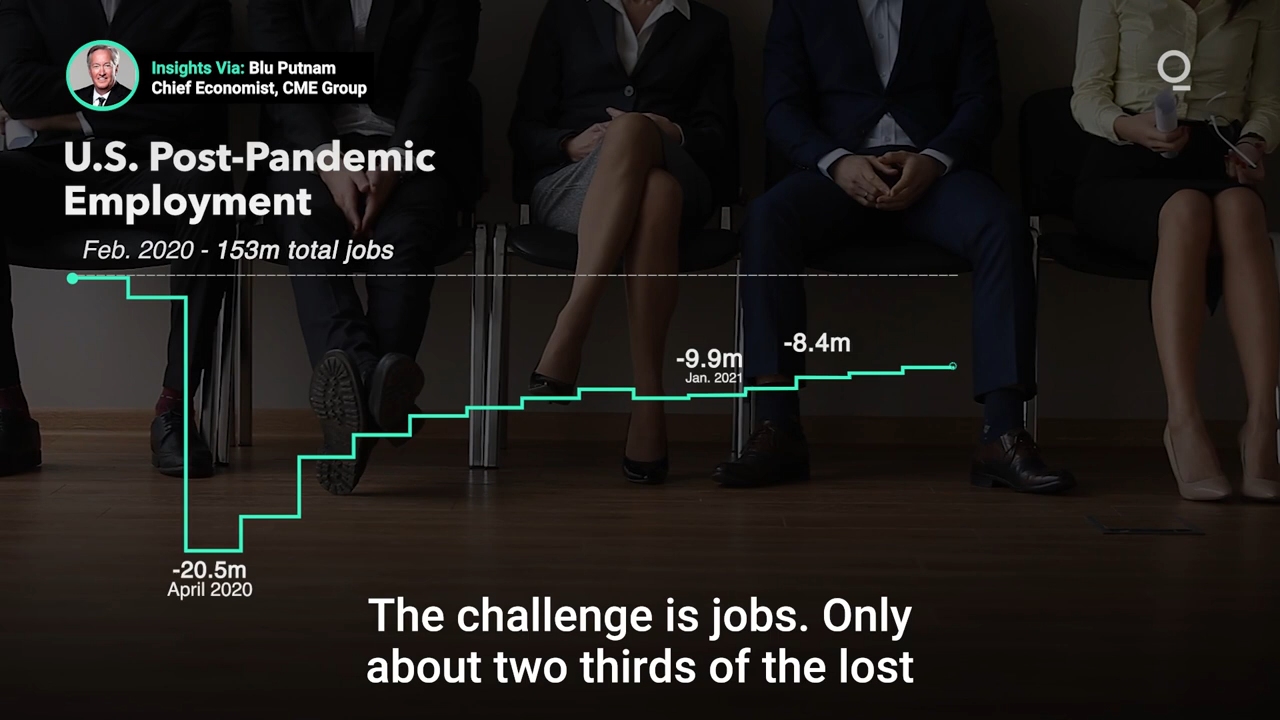 Insights Via: Blu Putnam
Chief Economist, CME Group
U.S. Post-Pandemic
Employment
Feb. 2020 - 153m total jobs
-8.4m
-9.9m
Jan. 2021
-20.5m
April 2020
The challenge is jobs. Only
about two thirds of the lost